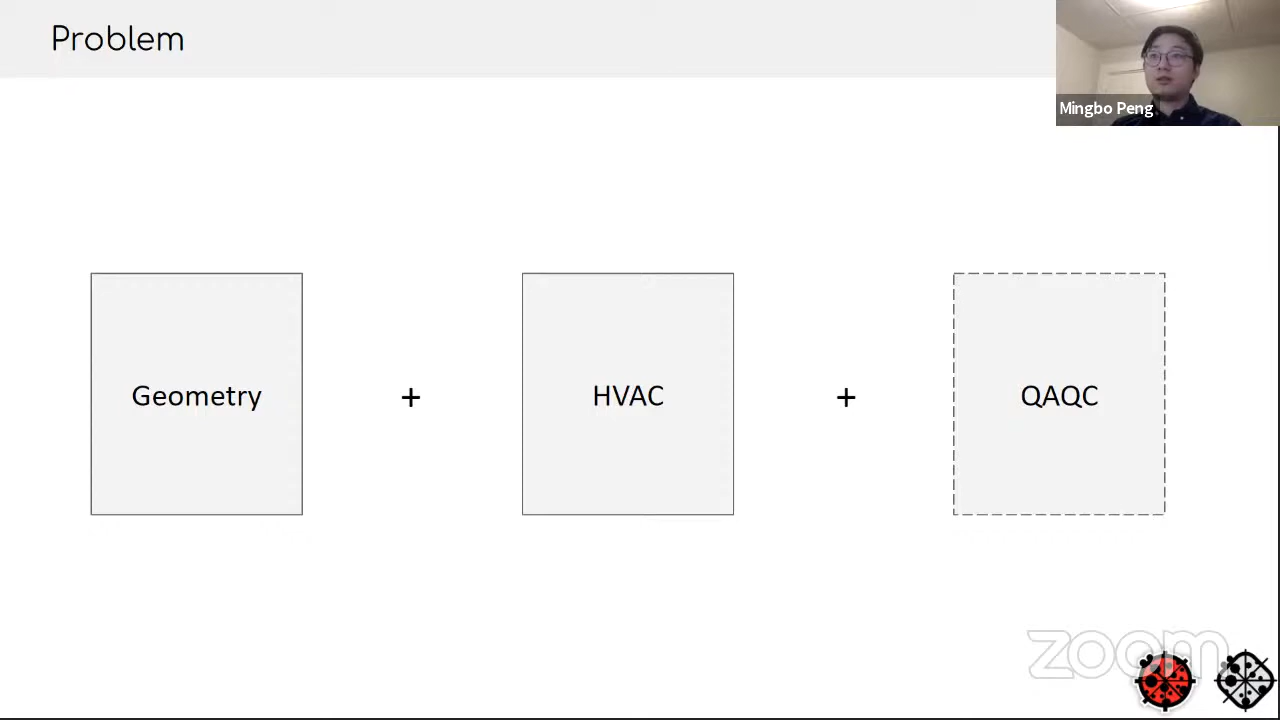 Problem
Mingbo Peng
Geometry
+
HVAC
+
QAQC
zoom